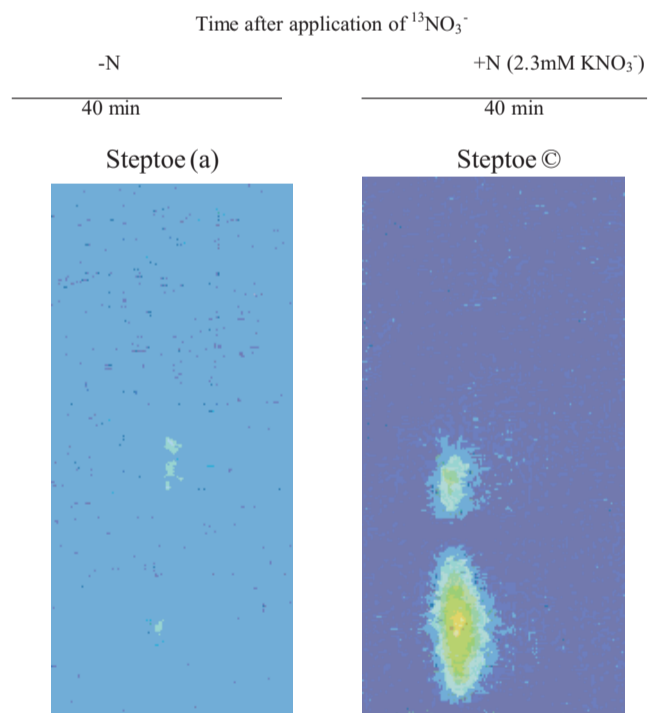 Time after application of ¹³NO₃⁻
-N
+N (2.3mM KNO₃⁻)
40 min
40 min
Steptoe (a)
Steptoe ©